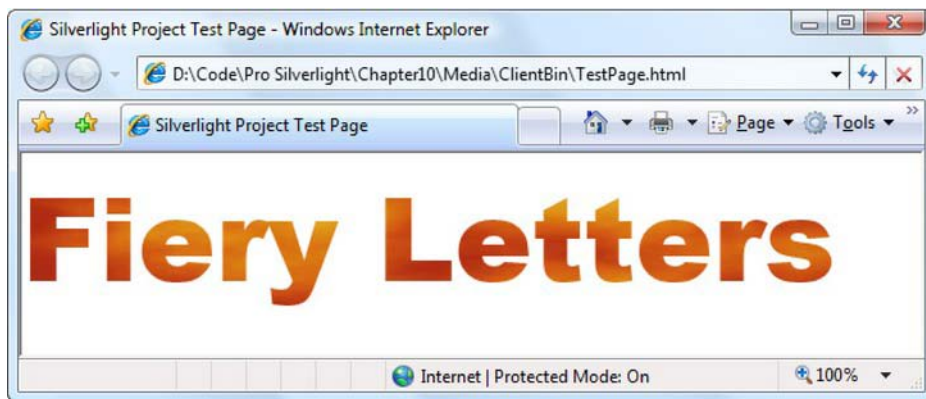 Silverlight Project Test Page - Windows Internet Explorer
D:\Code\Pro Silverlight\Chapter10\Media\ClientBin\TestPage.html
Silverlight Project Test Page
Page
Tools
Fiery Letters
Internet | Protected Mode: On
100%